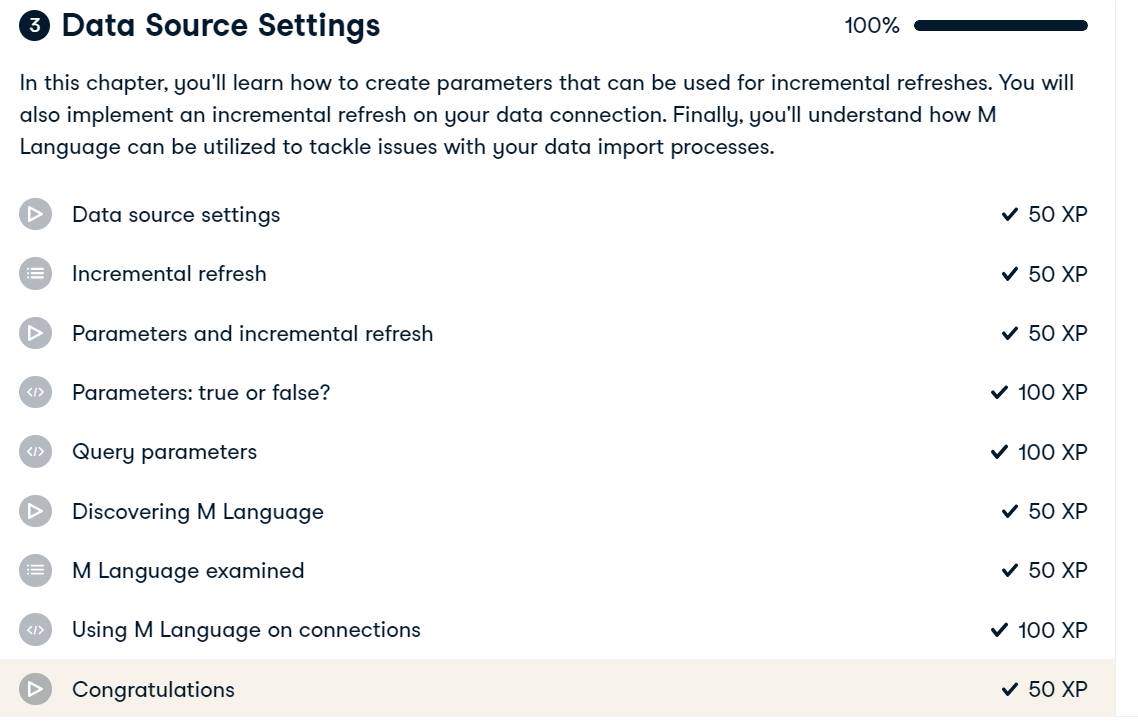 3 Data Source Settings 100%
In this chapter, you'll learn how to create parameters that can be used for incremental refreshes. You will
also implement an incremental refresh on your data connection. Finally, you'll understand how M
Language can be utilized to tackle issues with your data import processes.
Data source settings ✔ 50 XP
Incremental refresh ✔ 50 XP
Parameters and incremental refresh ✔ 50 XP
Parameters: true or false? ✔ 100 XP
Query parameters ✔ 100 XP
Discovering M Language ✔ 50 XP
M Language examined ✔ 50 XP
Using M Language on connections ✔ 100 XP
Congratulations ✔ 50 XP